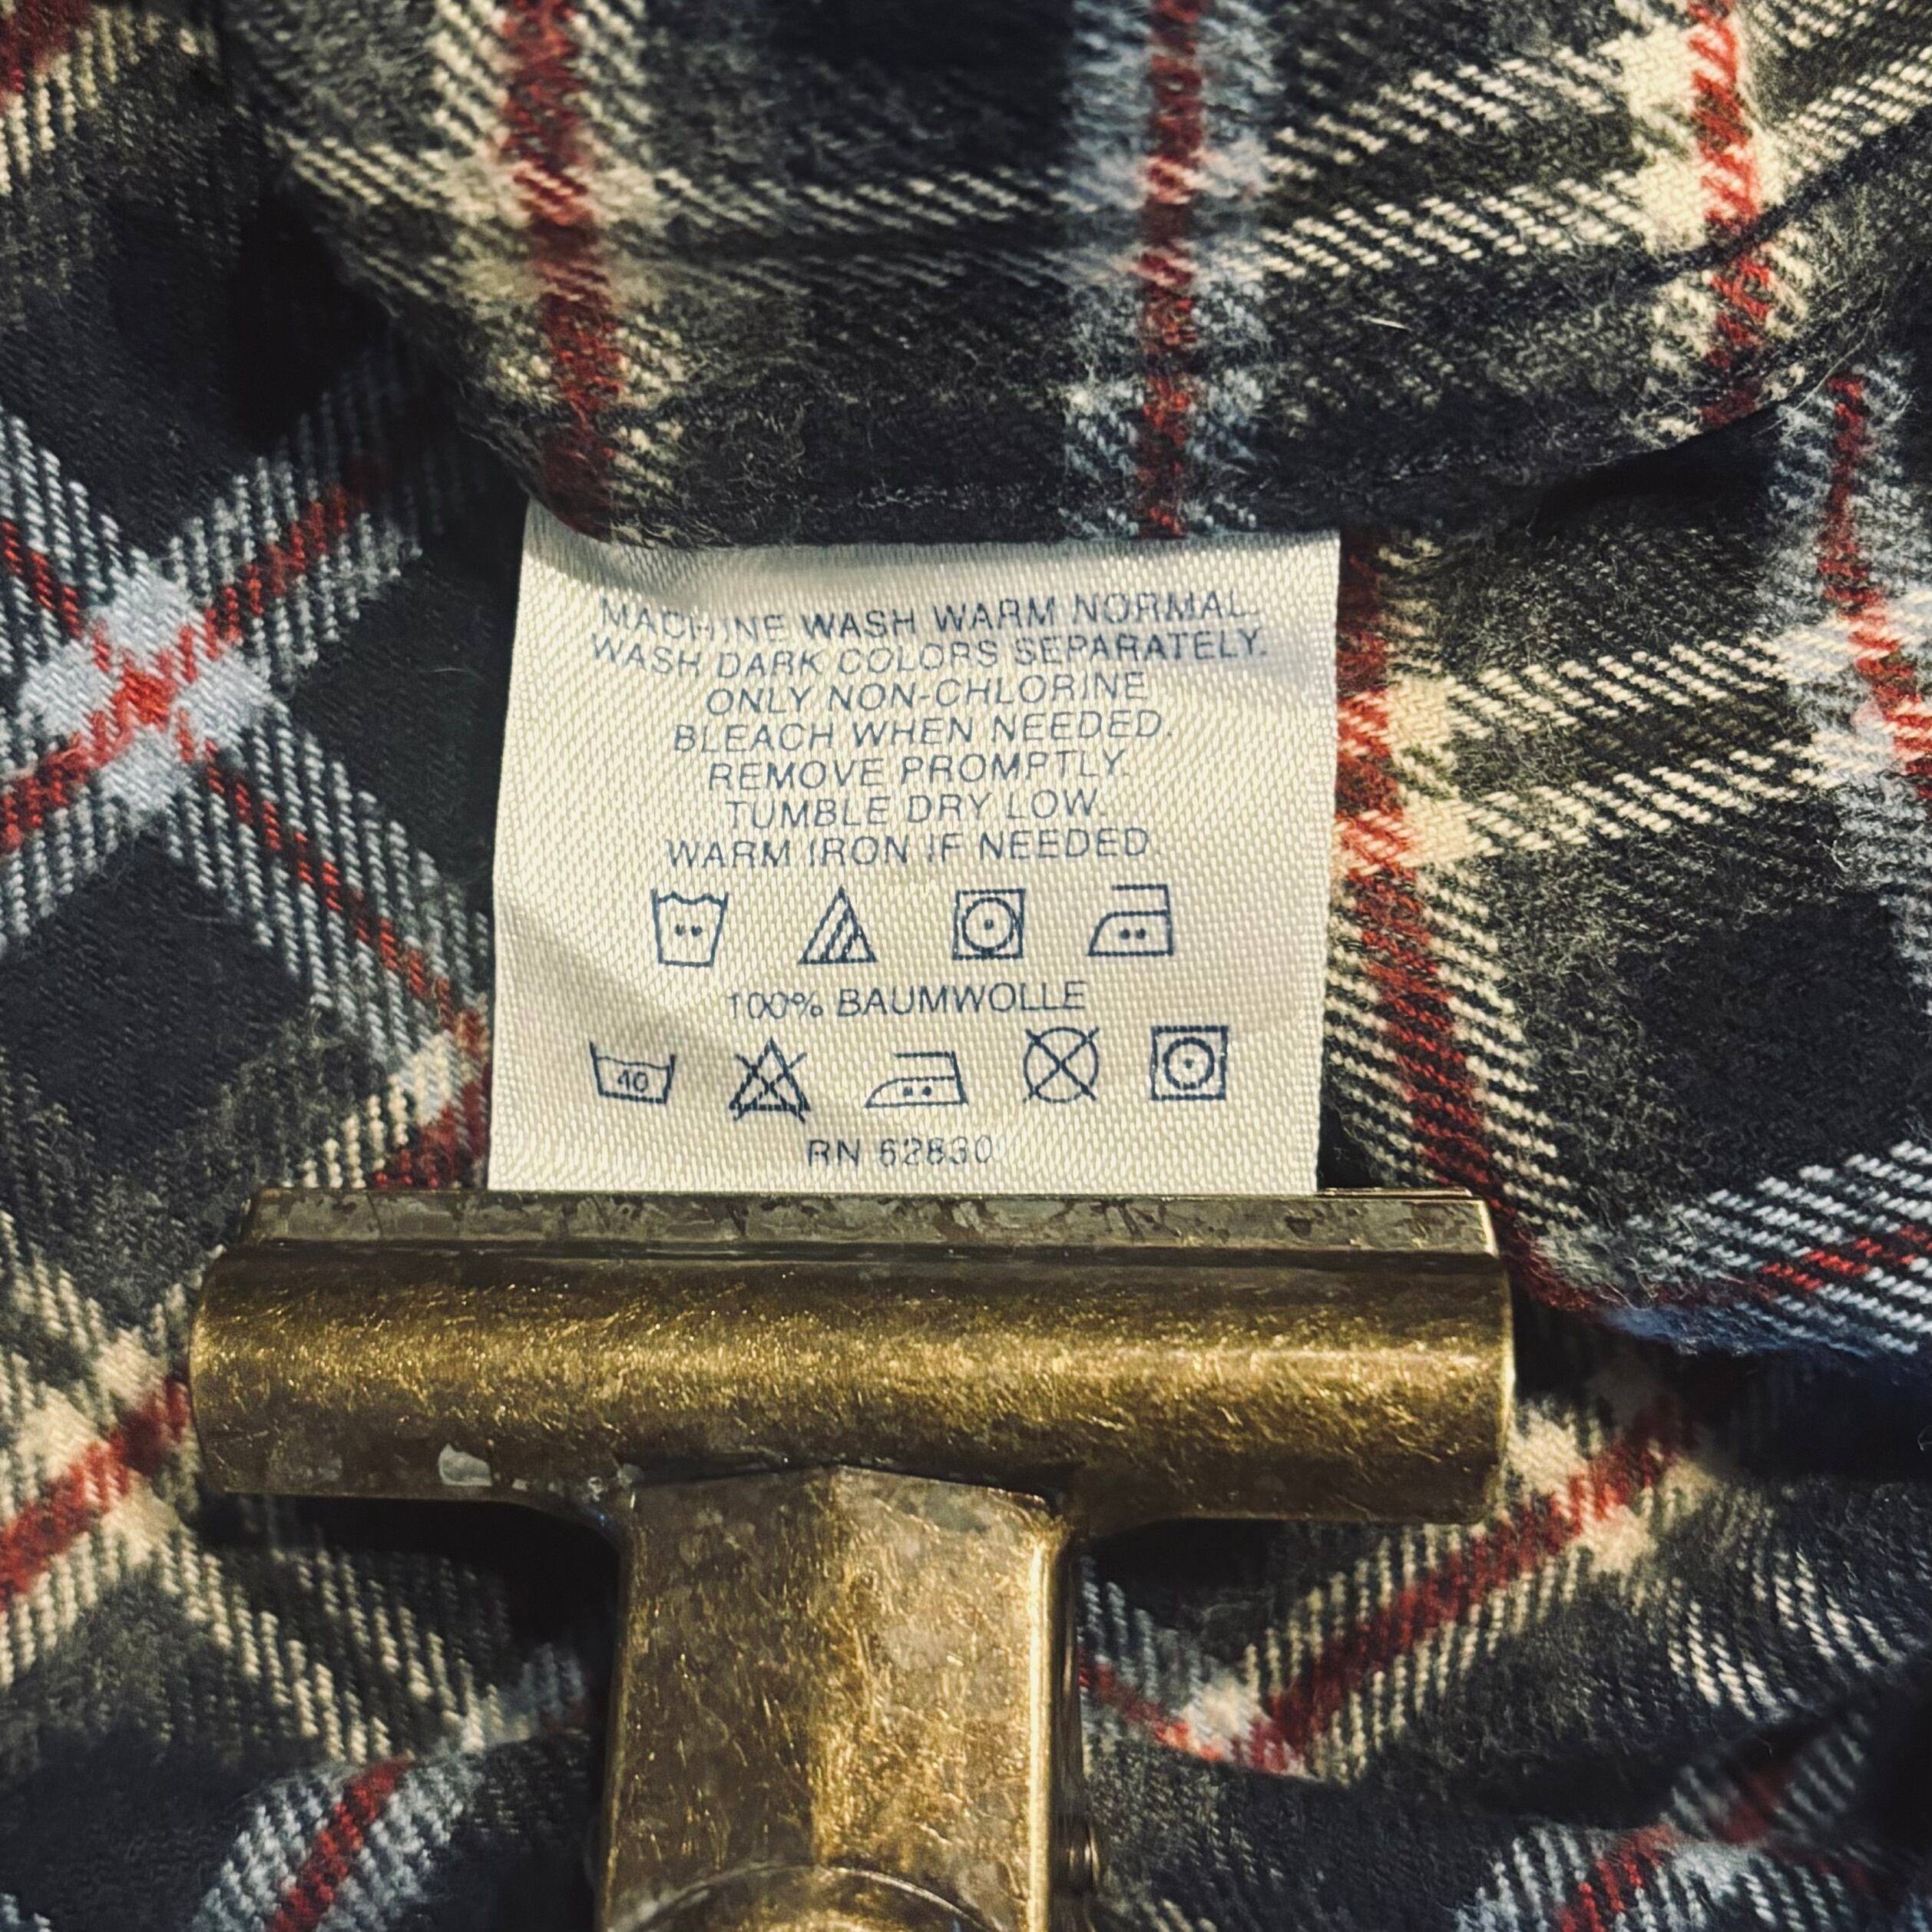 MACHINE WASH WARM NORMAL.
WASH DARK COLORS SEPARATELY.
ONLY NON-CHLORINE
BLEACH WHEN NEEDED.
REMOVE PROMPTLY.
TUMBLE DRY LOW.
WARM IRON IF NEEDED
100% BAUMWOLLE
40
RN 62830